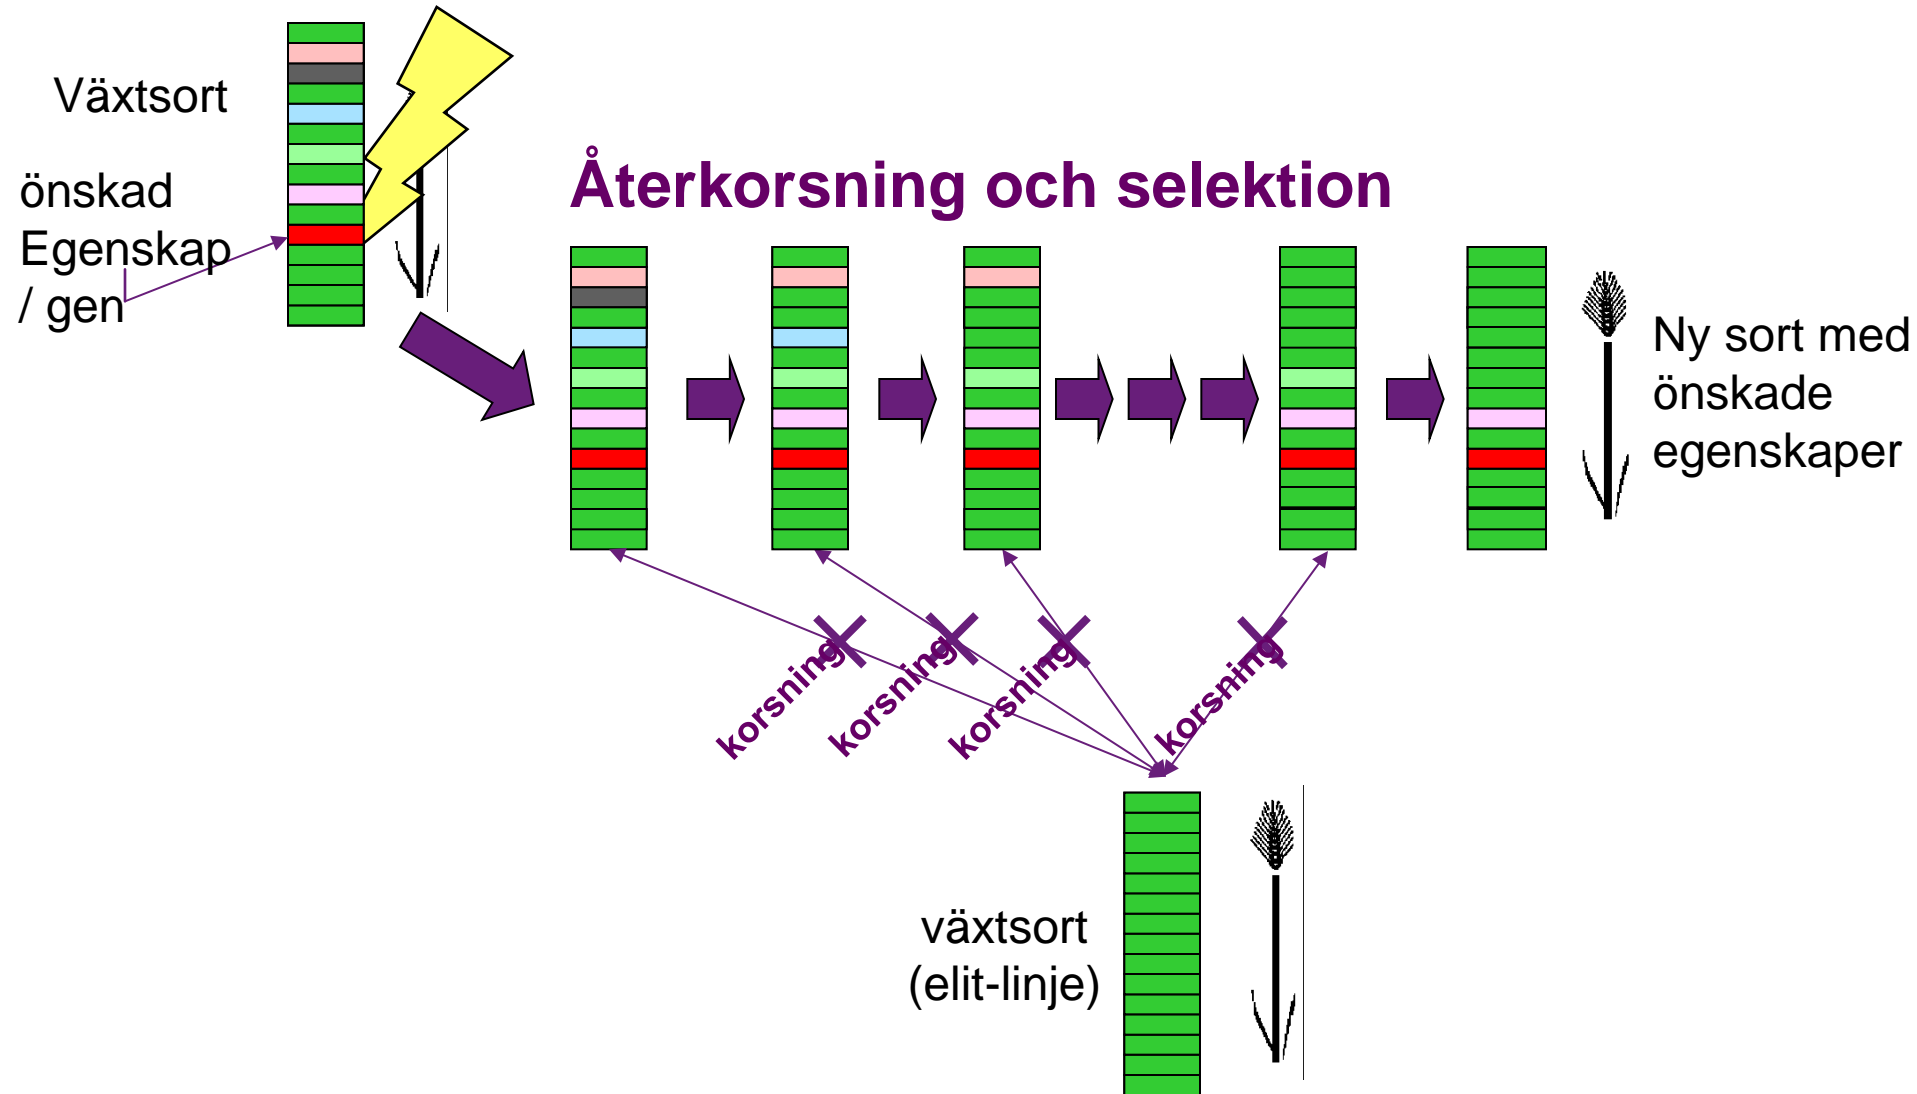 Växtsort
önskad
Egenskap
/ gen
Återkorsning och selektion
Ny sort med
önskade
egenskaper
korsning
korsning
korsning
korsning
växtsort
(elit-linje)